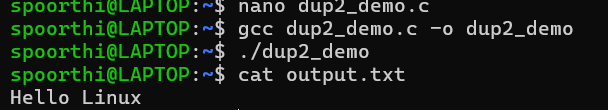 spoorthi@LAPTOP:~$ nano dup2_demo.c
spoorthi@LAPTOP:~$ gcc dup2_demo.c -o dup2_demo
spoorthi@LAPTOP:~$ ./dup2_demo
spoorthi@LAPTOP:~$ cat output.txt
Hello Linux